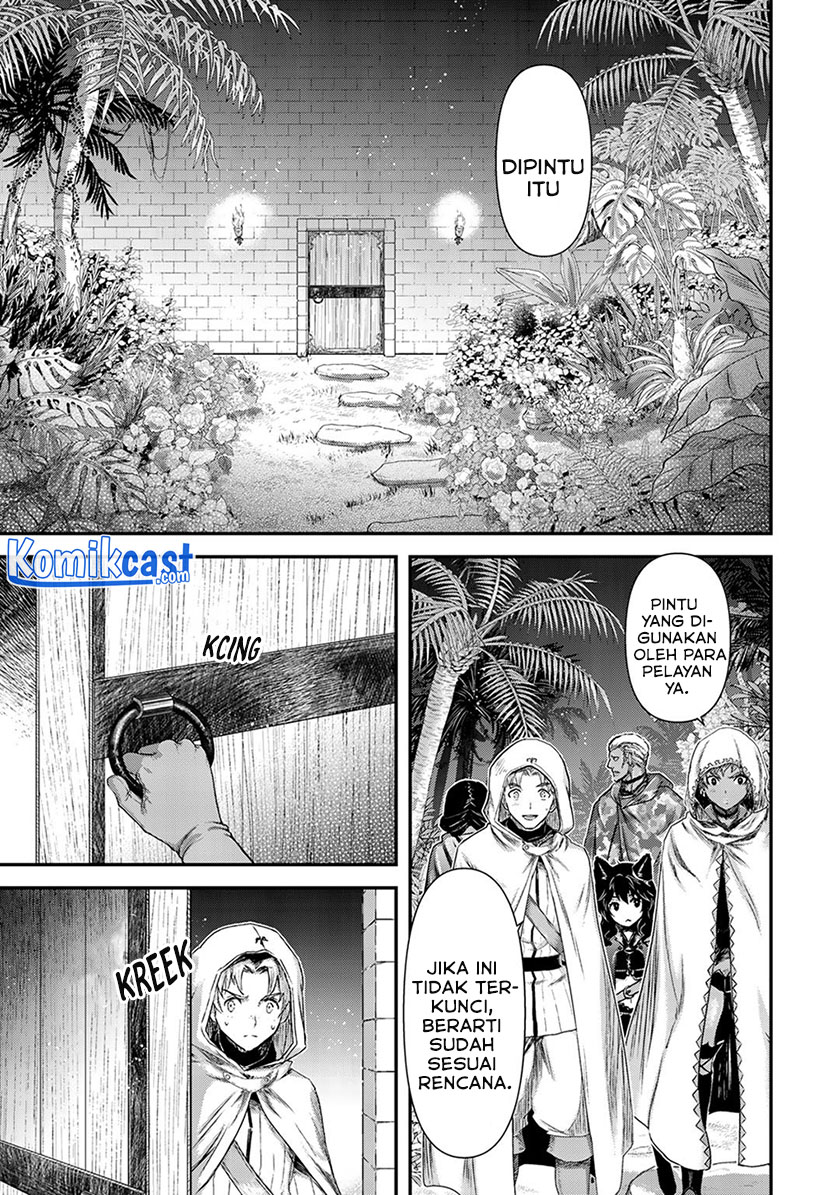 DIPINTU
ITU
PINTU
YANG DI-
GUNAKAN
OLEH PARA
PELAYAN
YA.
JIKA INI
TIDAK TER-
KUNCI,
BERARTI
SUDAH
SESUAI
RENCANA.
KCING
KREEK
Komikcast
.com